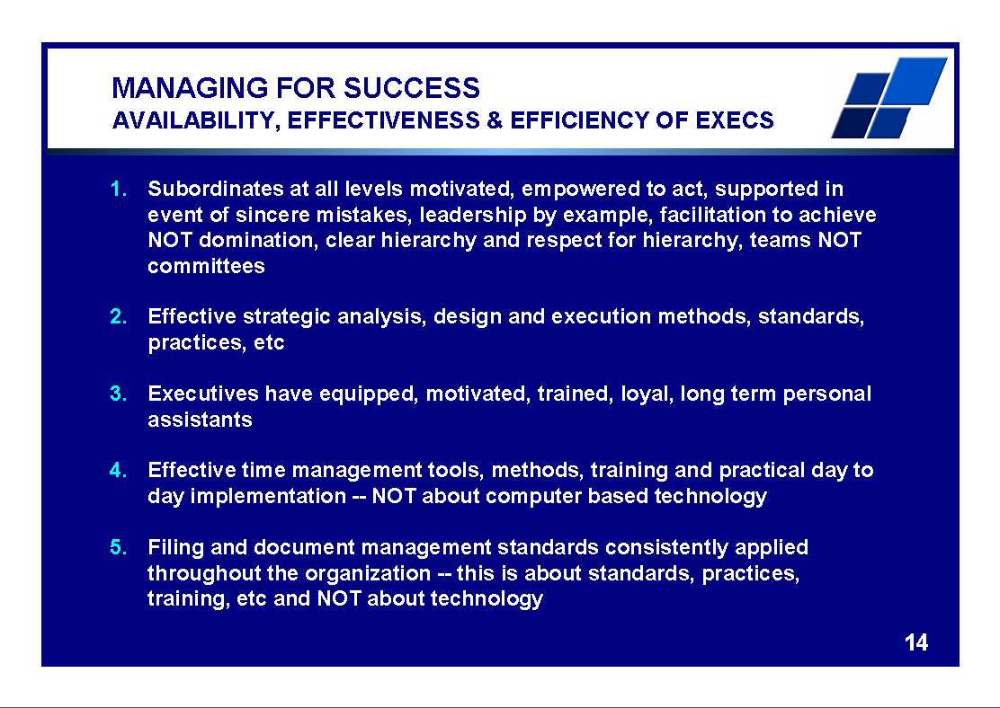 MANAGING FOR SUCCESS
AVAILABILITY, EFFECTIVENESS & EFFICIENCY OF EXECS
1. Subordinates at all levels motivated, empowered to act, supported in
event of sincere mistakes, leadership by example, facilitation to achieve
NOT domination, clear hierarchy and respect for hierarchy, teams NOT
committees
2. Effective strategic analysis, design and execution methods, standards,
practices, etc
3. Executives have equipped, motivated, trained, loyal, long term personal
assistants
4. Effective time management tools, methods, training and practical day to
day implementation -- NOT about computer based technology
5. Filing and document management standards consistently applied
throughout the organization -- this is about standards, practices,
training, etc and NOT about technology
14